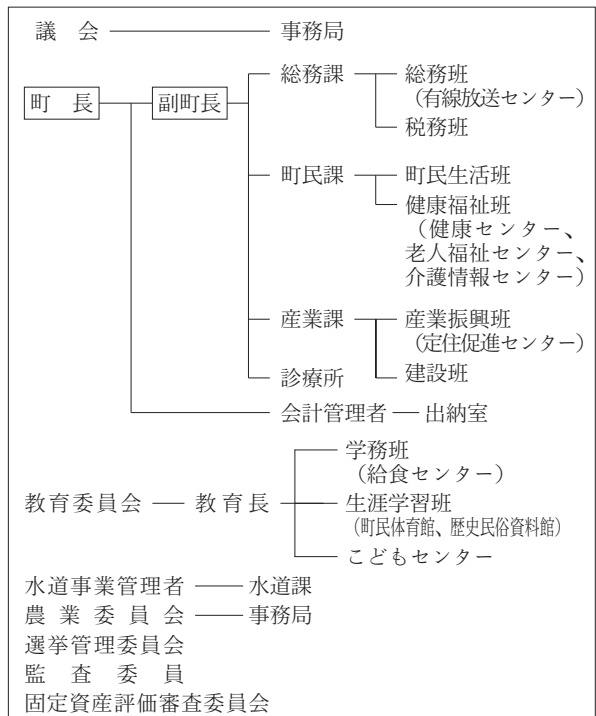 議会 事務局
総務課 総務班
町長 副町長 (有線放送センター)
税務班
町民課 町民生活班
健康福祉班
(健康センター、
老人福祉センター、
介護情報センター)
産業課 産業振興班
(定住促進センター)
診療所 建設班
会計管理者 出納室
学務班
(給食センター)
教育委員会 教育長 生涯学習班
(町民体育館、歴史民俗資料館)
こどもセンター
水道事業管理者 水道課
農業委員会 事務局
選挙管理委員会
監査委員
固定資産評価審査委員会